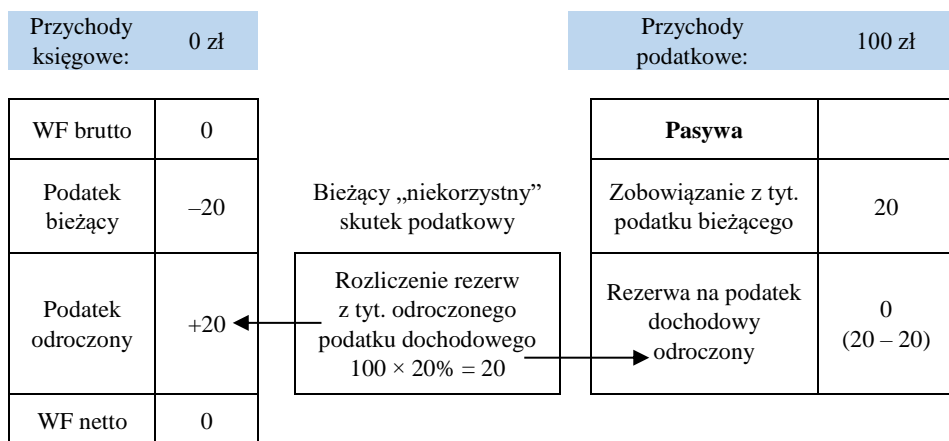 Przychody
księgowe:
0 zł
Przychody
podatkowe:
100 zł
WF brutto
0
Podatek
bieżący
–20
Podatek
odroczony
+20
WF netto
0
Bieżący „niekorzystny”
skutek podatkowy
Rozliczenie rezerw
z tyt. odroczonego
podatku dochodowego
100 × 20% = 20
Pasywa
Zobowiązanie z tyt.
podatku bieżącego
20
Rezerwa na podatek
dochodowy
odroczony
0
(20 – 20)